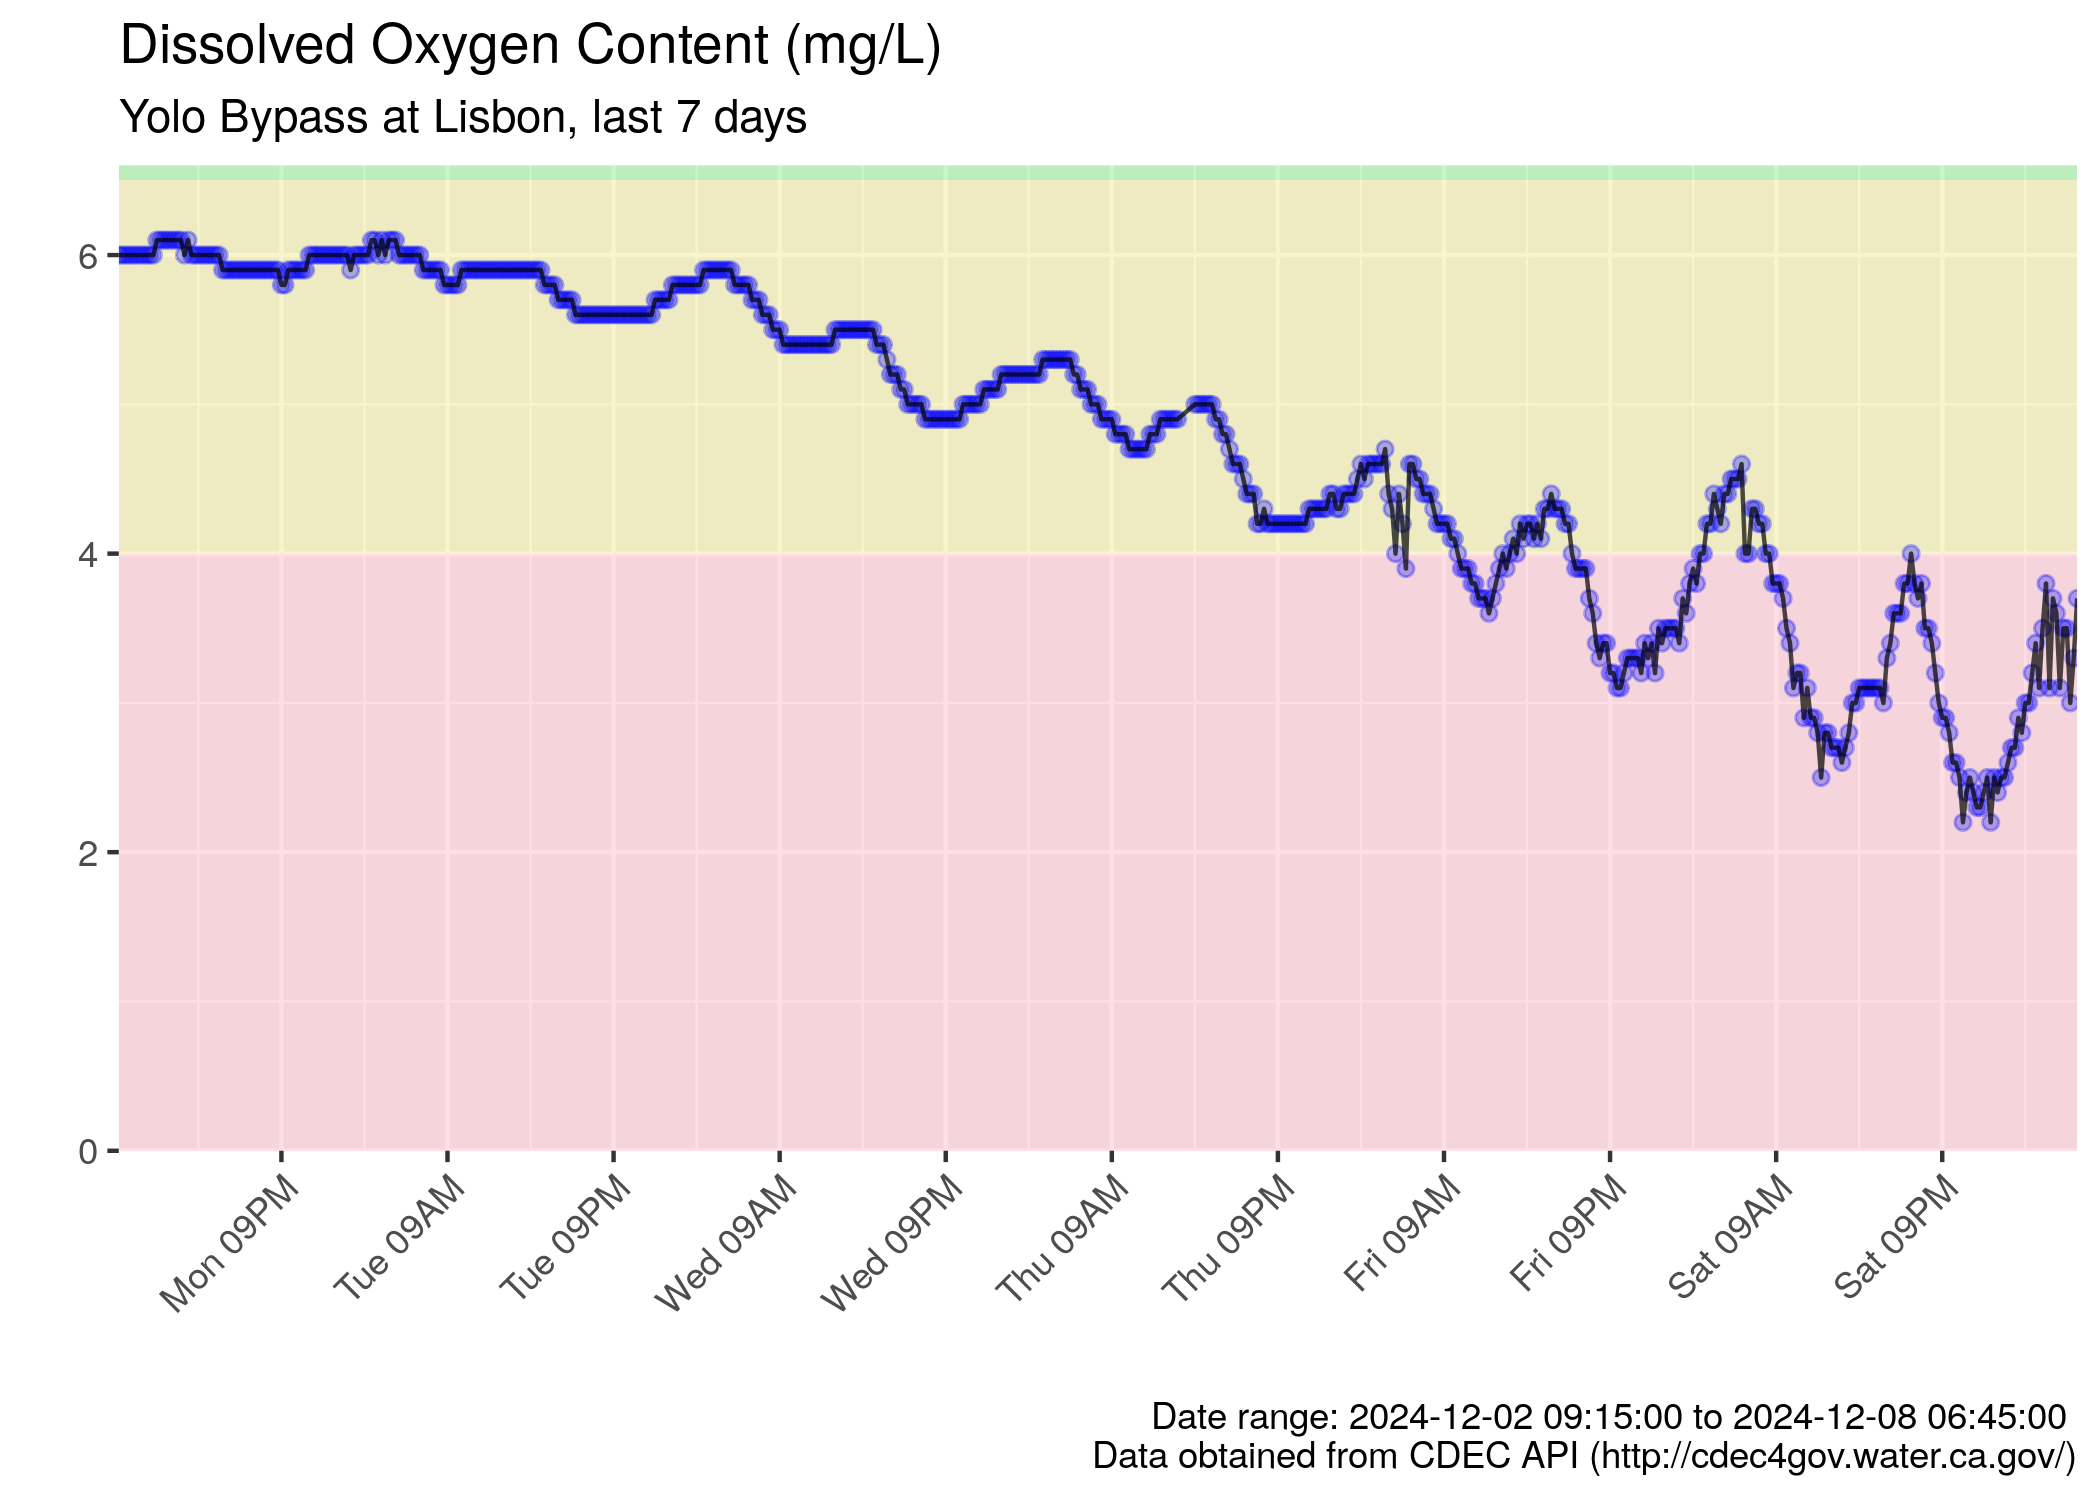 Dissolved Oxygen Content (mg/L)
Yolo Bypass at Lisbon, last 7 days
6
4
2
0
Mon 09PM
Tue 09AM
Tue 09PM
Wed 09AM
Wed 09PM
Thu 09AM
Thu 09PM
Fri 09AM
Fri 09PM
Sat 09AM
Sat 09PM
Date range: 2024-12-02 09:15:00 to 2024-12-08 06:45:00
Data obtained from CDEC API (http://cdec4gov.water.ca.gov/)